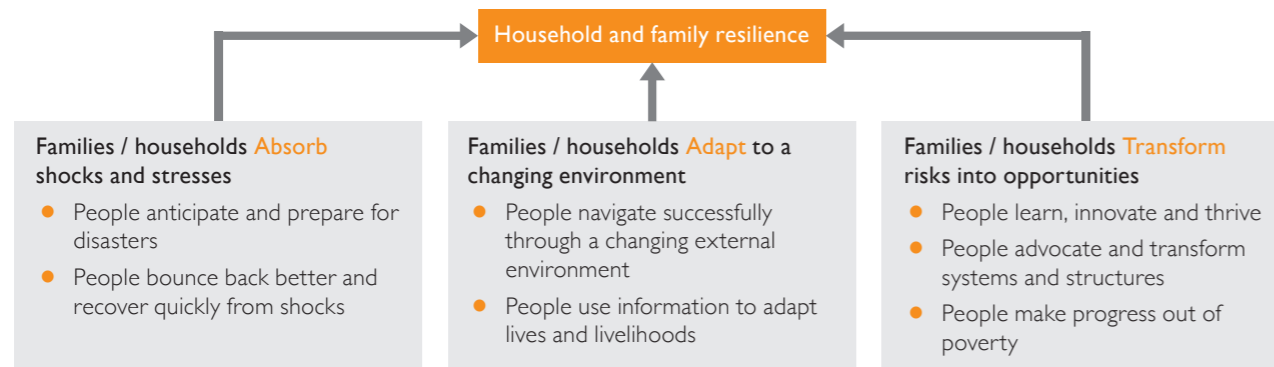 Household and family resilience
Families / households Absorb
shocks and stresses
● People anticipate and prepare for
disasters
● People bounce back better and
recover quickly from shocks
Families / households Adapt to a
changing environment
● People navigate successfully
through a changing external
environment
● People use information to adapt
lives and livelihoods
Families / households Transform
risks into opportunities
● People learn, innovate and thrive
● People advocate and transform
systems and structures
● People make progress out of
poverty